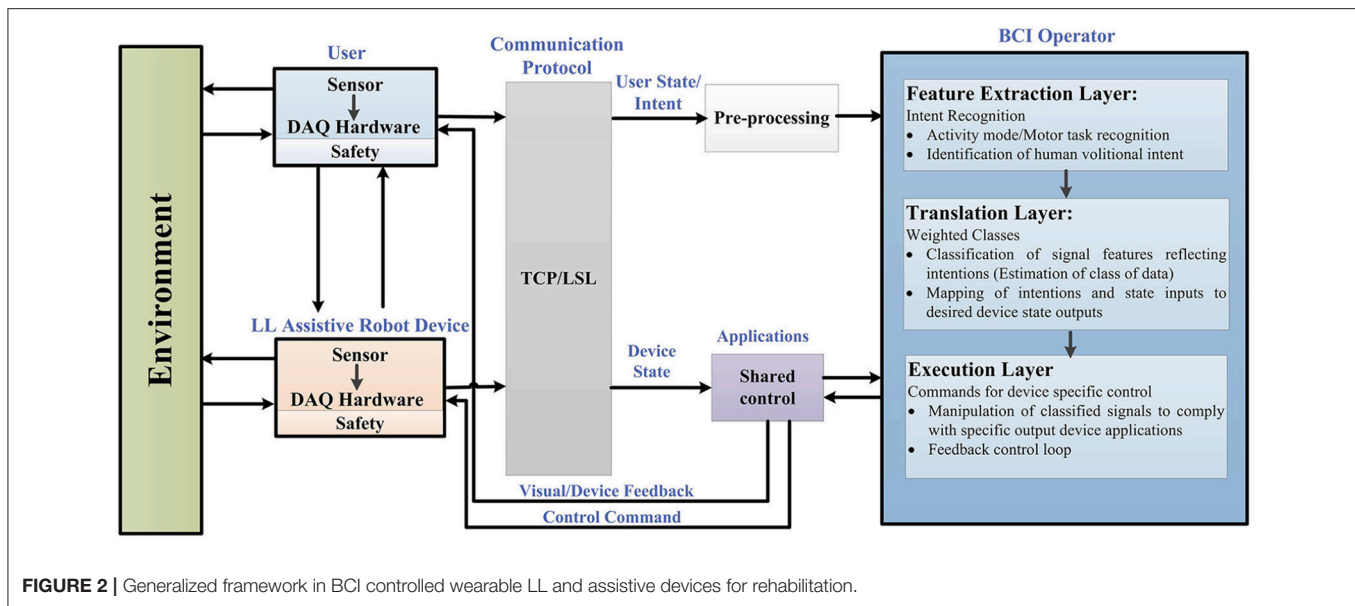 Environment
User
Sensor
DAQ Hardware
Safety
LL Assistive Robot Device
Sensor
DAQ Hardware
Safety
Communication
Protocol
TCP/LSL
User State/
Intent
Pre-processing
Device
State
Applications
Shared
control
Visual/Device Feedback
Control Command
BCI Operator
Feature Extraction Layer:
Intent Recognition
• Activity mode/Motor task recognition
• Identification of human volitional intent
Translation Layer:
Weighted Classes
• Classification of signal features reflecting
intentions (Estimation of class of data)
• Mapping of intentions and state inputs to
desired device state outputs
Execution Layer
Commands for device specific control
• Manipulation of classified signals to comply
with specific output device applications
• Feedback control loop
FIGURE 2 | Generalized framework in BCI controlled wearable LL and assistive devices for rehabilitation.